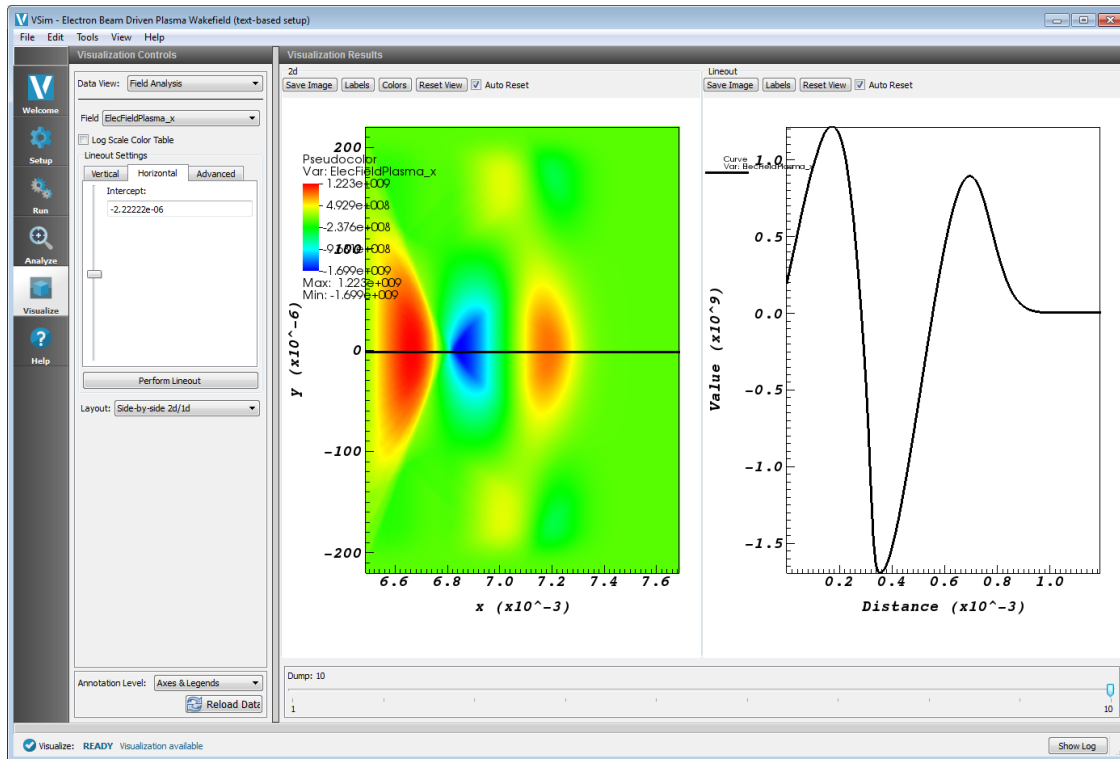 VSim - Electron Beam Driven Plasma Wakefield (text-based setup)
File Edit Tools View Help
Visualization Controls
Visualization Results
Welcome
Setup
Run
Analyze
Visualize
Help
Data View: Field Analysis
Field ElecFieldPlasma_x
Log Scale Color Table
Lineout Settings
Vertical Horizontal Advanced
Intercept:
-2.22222e-06
Perform Lineout
Layout: Side-by-side 2d/1d
Annotation Level: Axes & Legends
Reload Data
2d
Save Image Labels Colors Reset View Auto Reset
Pseudocolor
Var: ElecFieldPlasma_x
1.223e+009
4.929e+008
-2.376e+008
-1.699e+009
Max: 1.223e+009
Min: -1.699e+009
200
100
0
-100
-200
y (x10^-6)
6.6 6.8 7.0 7.2 7.4 7.6
x (x10^-3)
Lineout
Save Image Labels Reset View Auto Reset
Curve
Var: ElecFieldPlasma_x
1.0
0.5
0.0
-0.5
-1.0
-1.5
Value (x10^9)
0.2 0.4 0.6 0.8 1.0
Distance (x10^-3)
Dump: 10
1 10
Visualize: READY Visualization available
Show Log